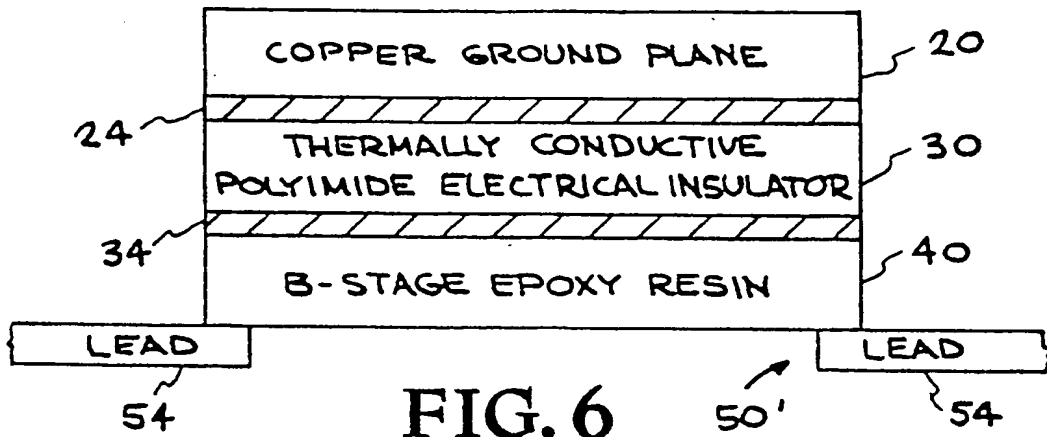 COPPER GROUND PLANE
20
24
THERMALLY CONDUCTIVE
POLYIMIDE ELECTRICAL INSULATOR
30
34
B-STAGE EPOXY RESIN
40
LEAD
LEAD
54
FIG. 6
50'
54